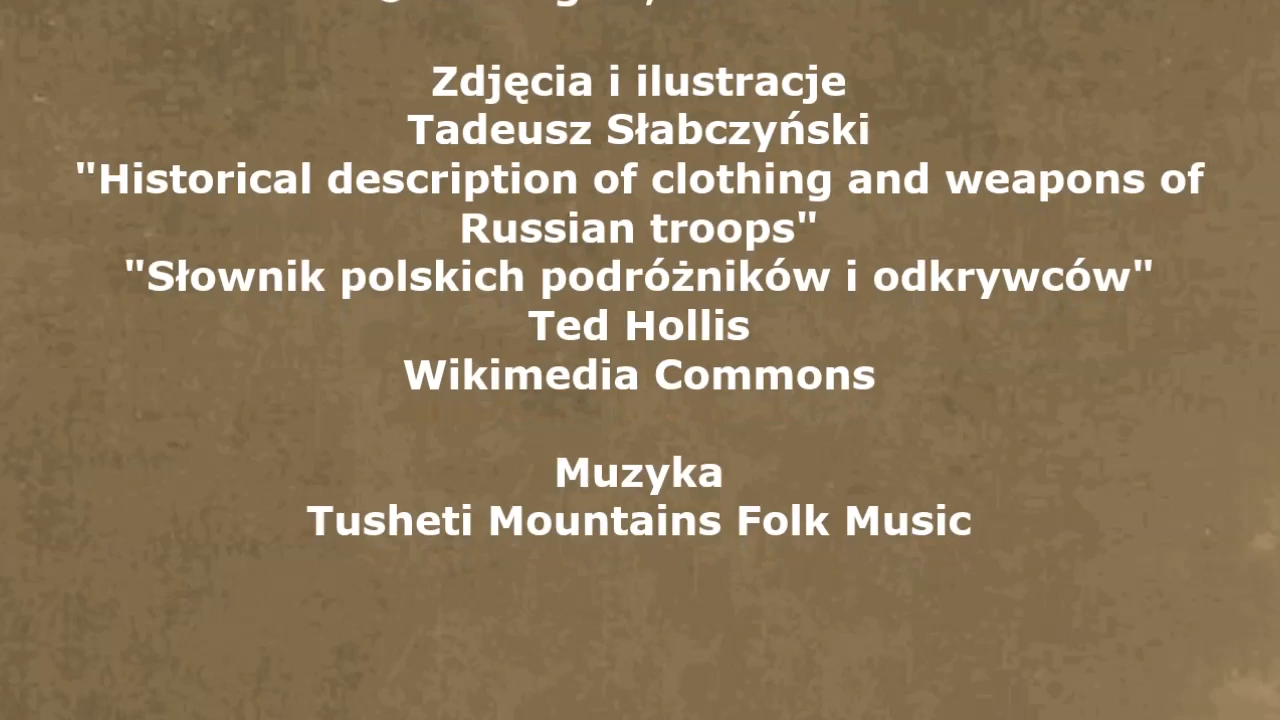 Zdjęcia i ilustracje
Tadeusz Słabczyński
"Historical description of clothing and weapons of
Russian troops"
"Słownik polskich podróżników i odkrywców"
Ted Hollis
Wikimedia Commons
Muzyka
Tusheti Mountains Folk Music